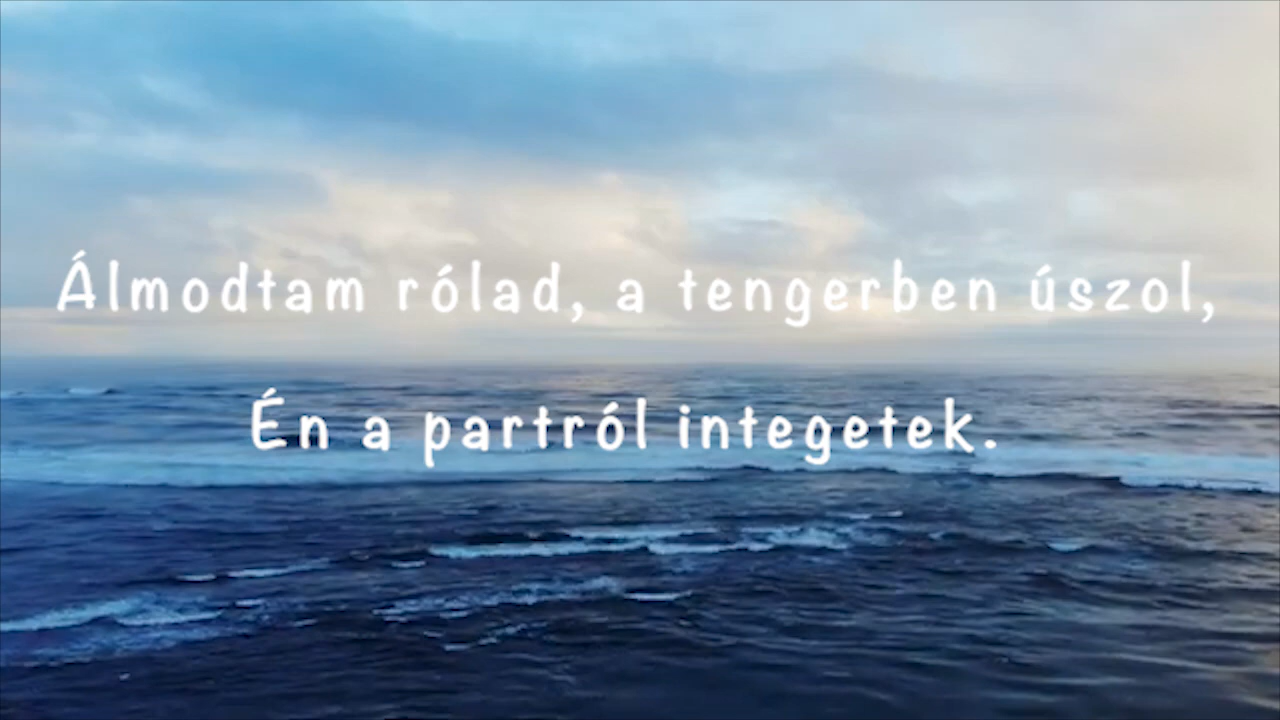 Álmodtam rólad, a tengerben úszol,
Én a partról integetek.